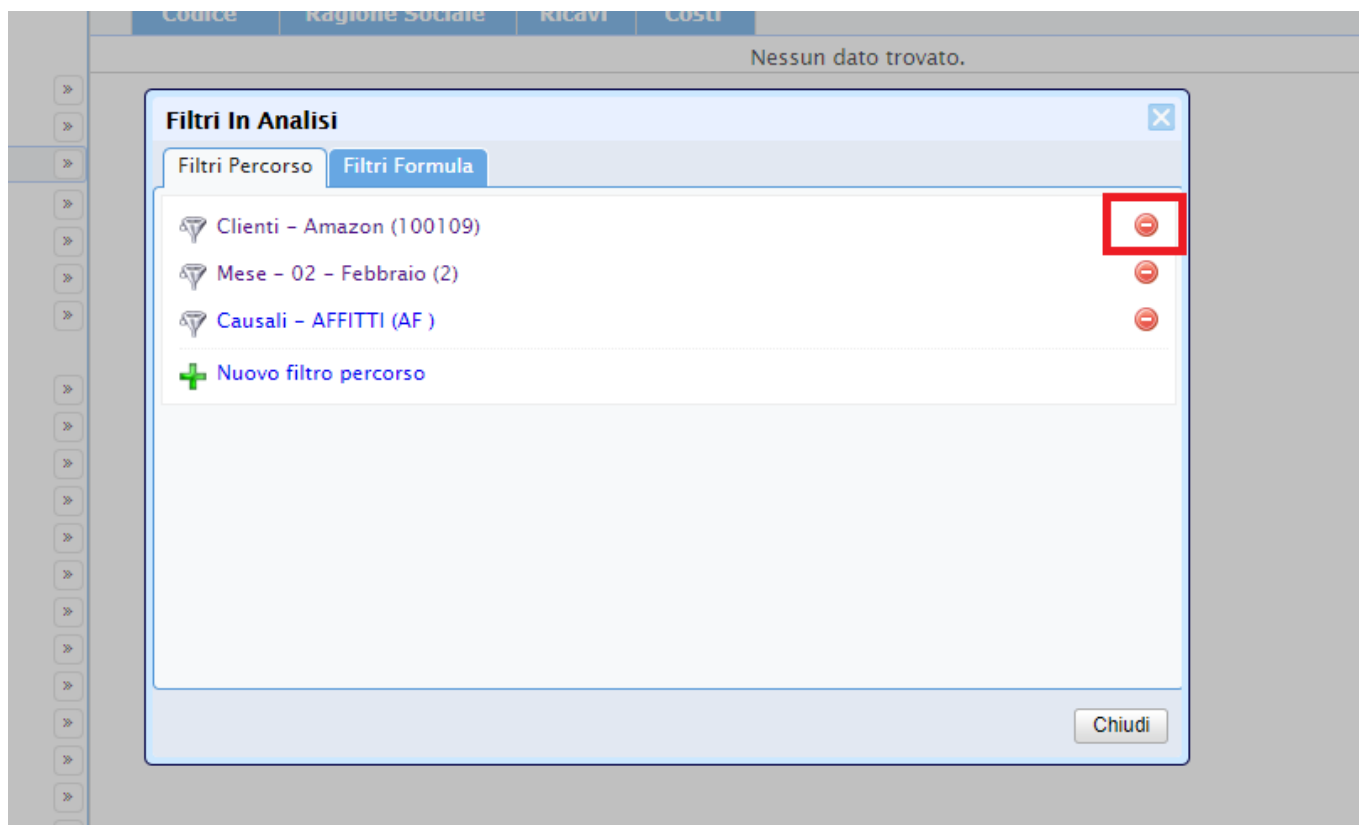 Codice Ragione Sociale Ricavi Costi
Nessun dato trovato.
Filtri In Analisi
Filtri Percorso Filtri Formula
Clienti – Amazon (100109)
Mese – 02 – Febbraio (2)
Causali – AFFITTI (AF )
Nuovo filtro percorso
Chiudi